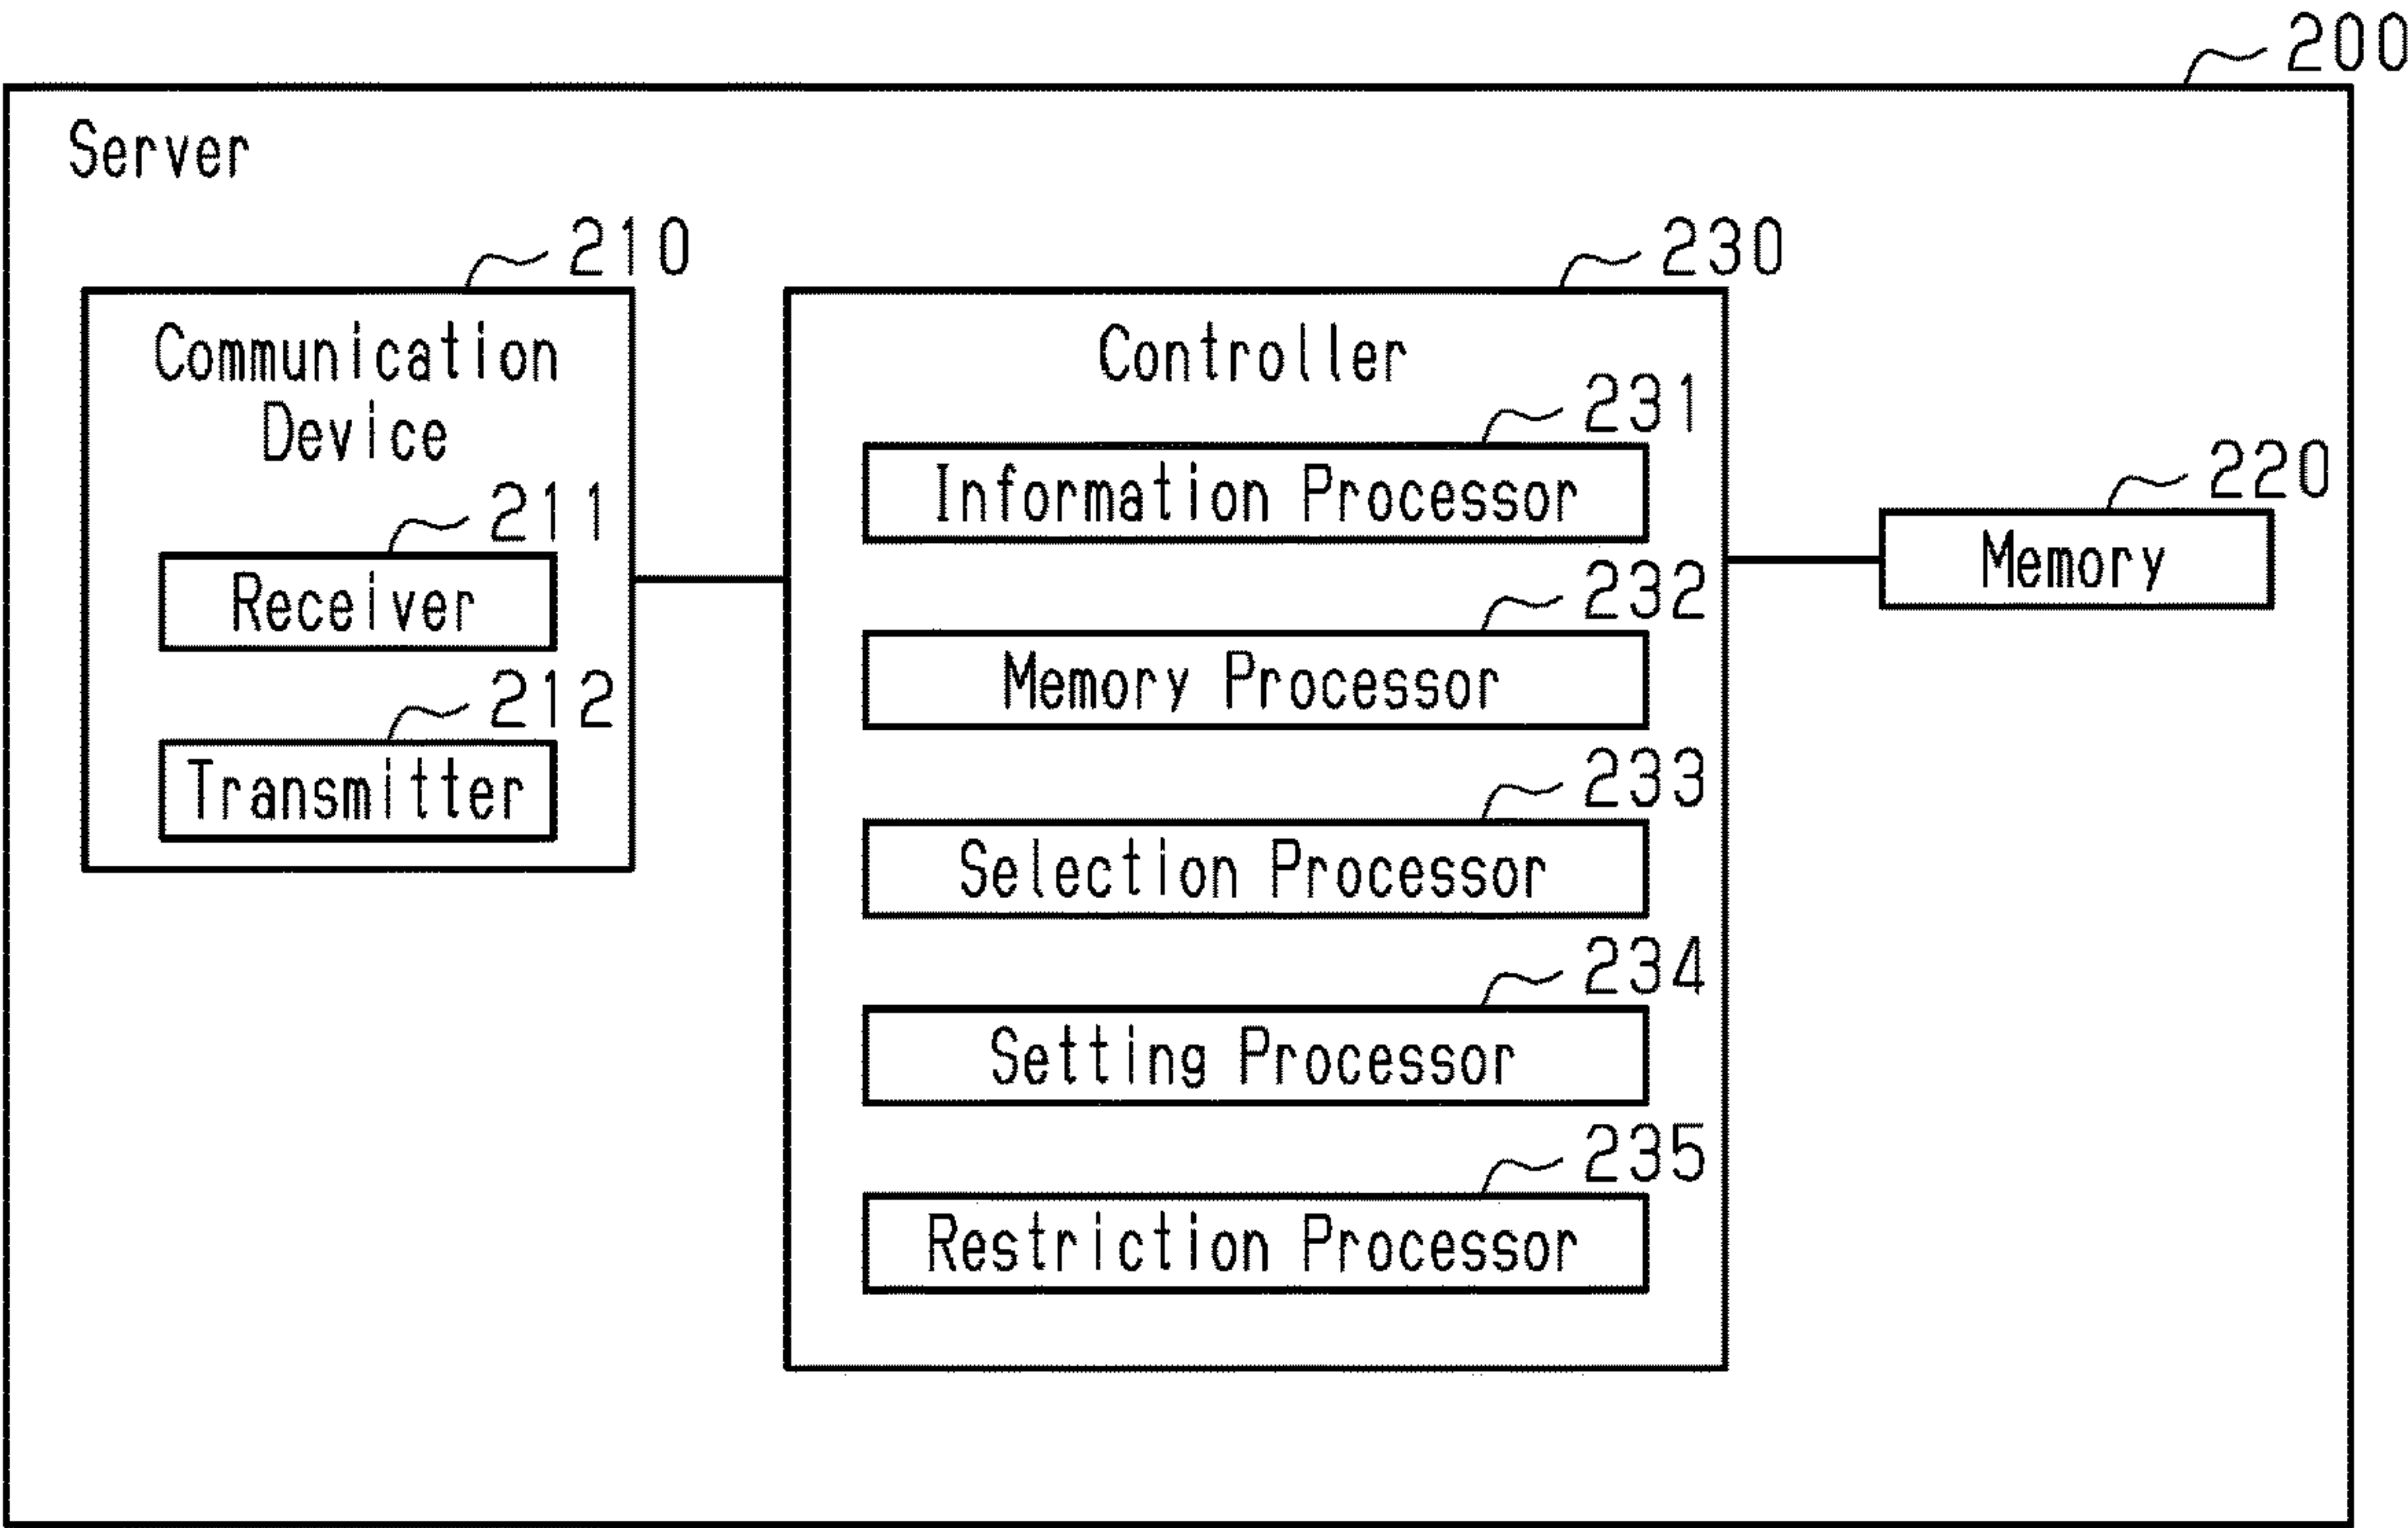 200
Server
210
Communication
Device
211
Receiver
212
Transmitter
230
Controller
231
Information Processor
232
Memory Processor
233
Selection Processor
234
Setting Processor
235
Restriction Processor
220
Memory